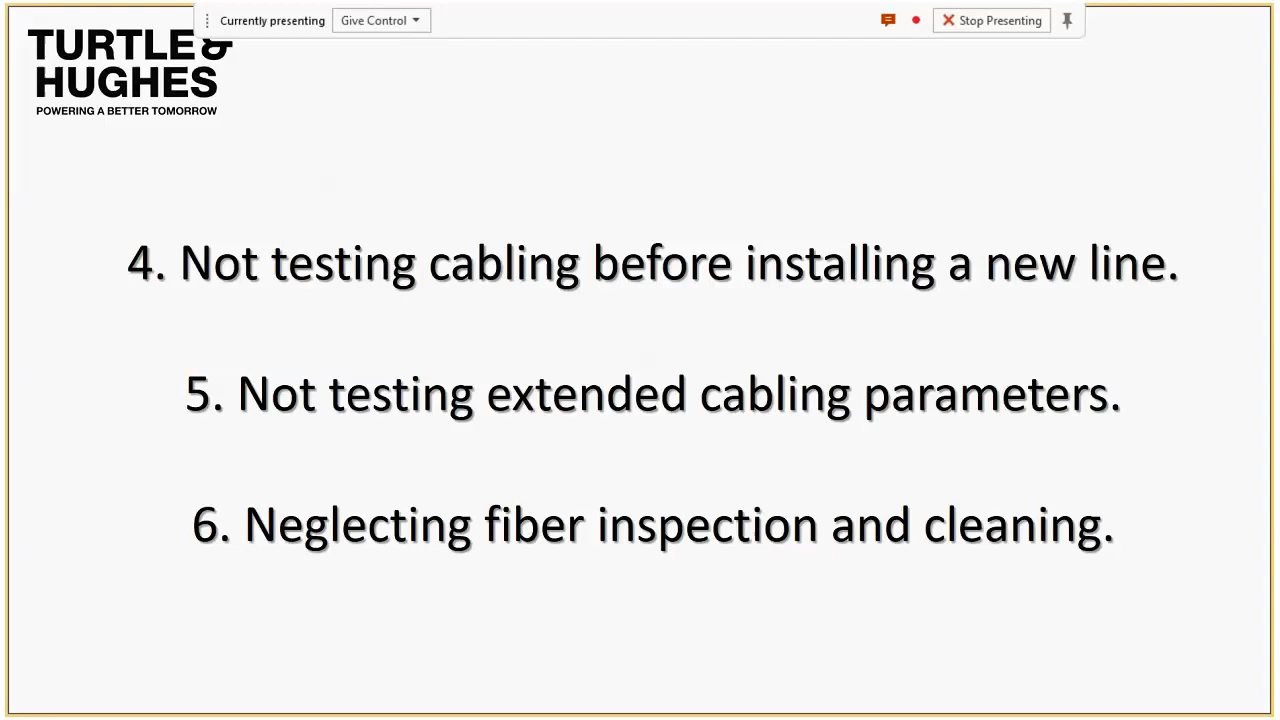 Currently presenting
Give Control
Stop Presenting
TURTLE&
HUGHES
POWERING A BETTER TOMORROW
4. Not testing cabling before installing a new line.
5. Not testing extended cabling parameters.
6. Neglecting fiber inspection and cleaning.